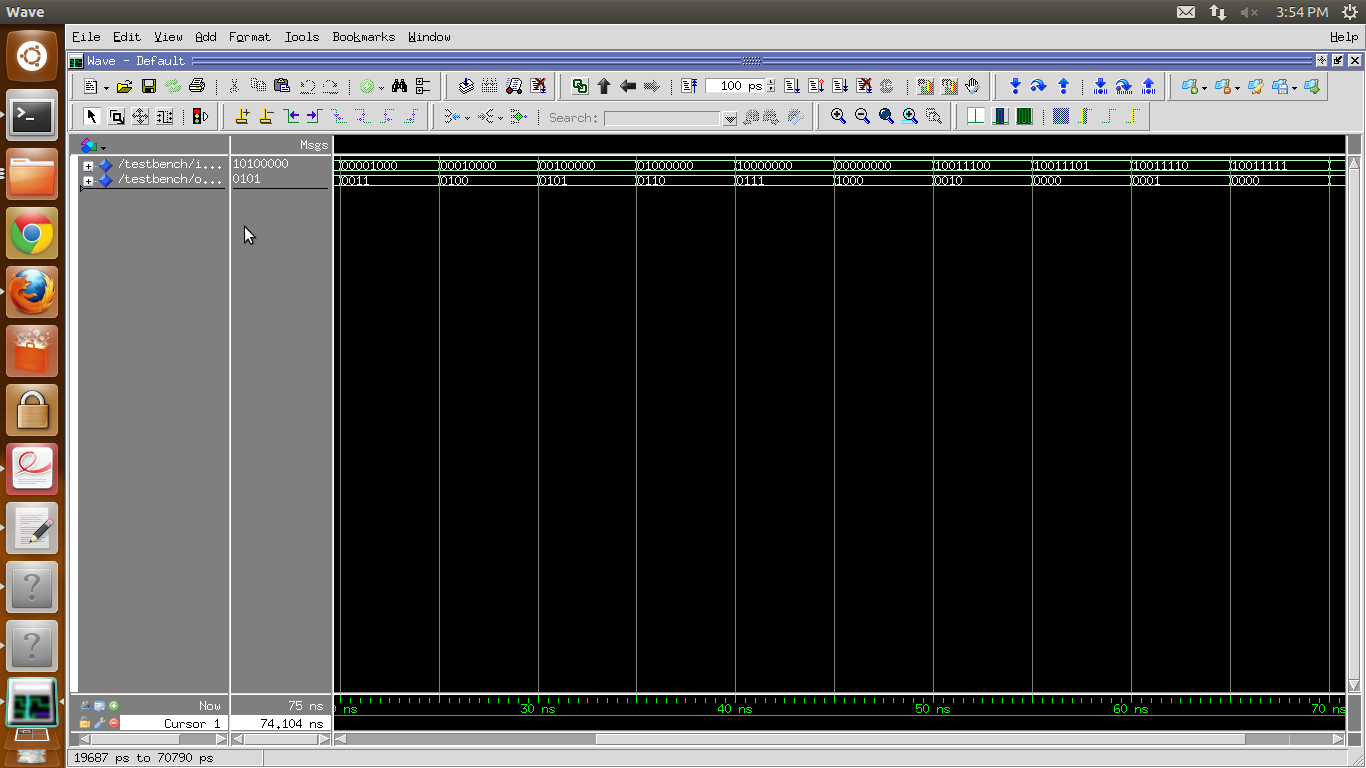 Wave
3:54 PM
File Edit View Add Format Tools Bookmarks Window Help
Wave - Default
100 ps
Search:
Msgs
/testbench/i... 10100000 00001000 00010000 00100000 01000000 10000000 00000000 10011100 10011101 10011110 10011111
/testbench/o... 0101 0011 0100 0101 0110 0111 1000 0010 0000 0001 0000
Now 75 ns ns 30 ns 40 ns 50 ns 60 ns 70 ns
Cursor 1 74.104 ns
19687 ps to 70790 ps